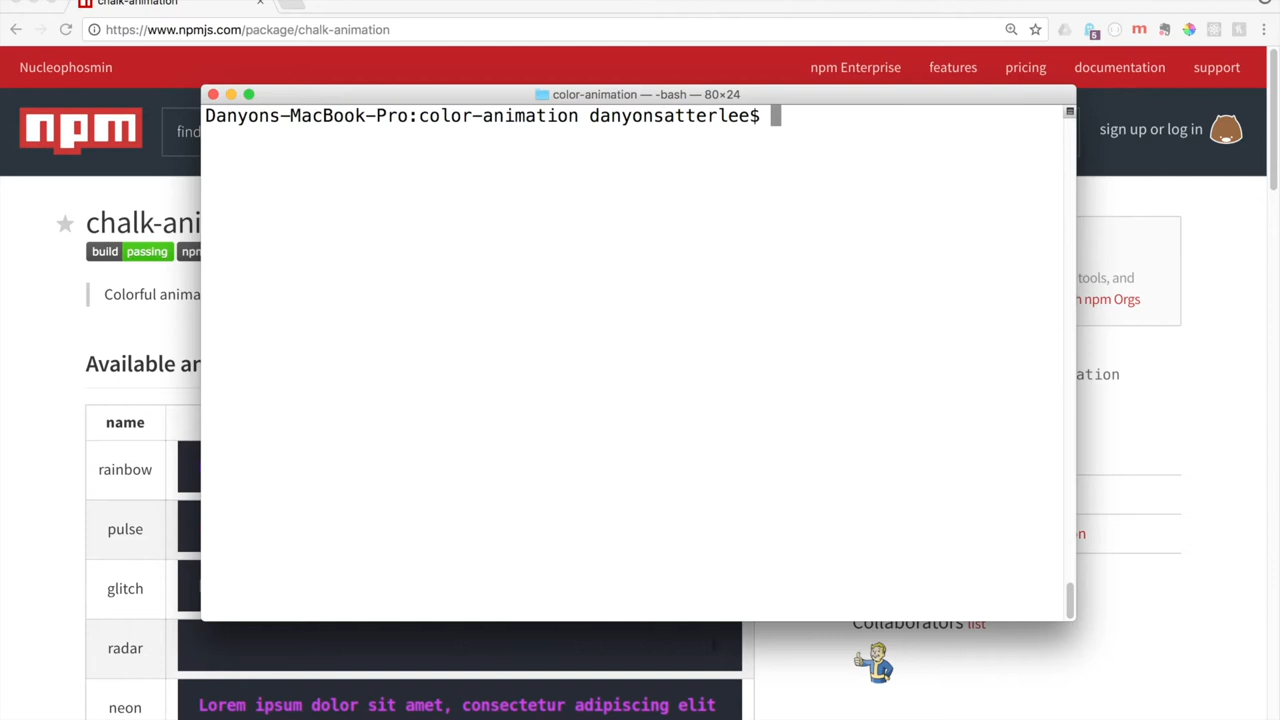 chalk-animation
https://www.npmjs.com/package/chalk-animation
5
m
Nucleophosmin
npm Enterprise
features
pricing
documentation
support
color-animation — -bash — 80×24
Danyons-MacBook-Pro:color-animation danyonsatterlee$
npm
find
sign up or log in
chalk-ani
build passing
npm
Colorful anima
tools, and
npm Orgs
Available an
ation
name
rainbow
pulse
glitch
radar
neon
Lorem ipsum dolor sit amet, consectetur adipiscing elit
Collaborators list